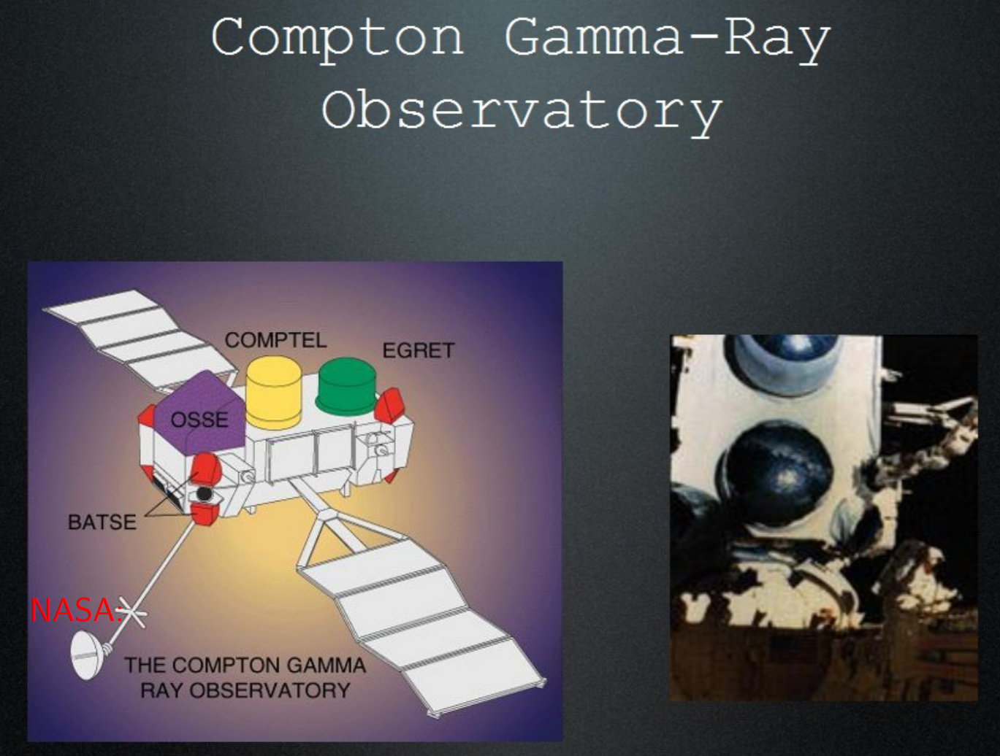 Compton Gamma-Ray
Observatory
COMPTEL
EGRET
OSSE
BATSE
NASA:
THE COMPTON GAMMA
RAY OBSERVATORY